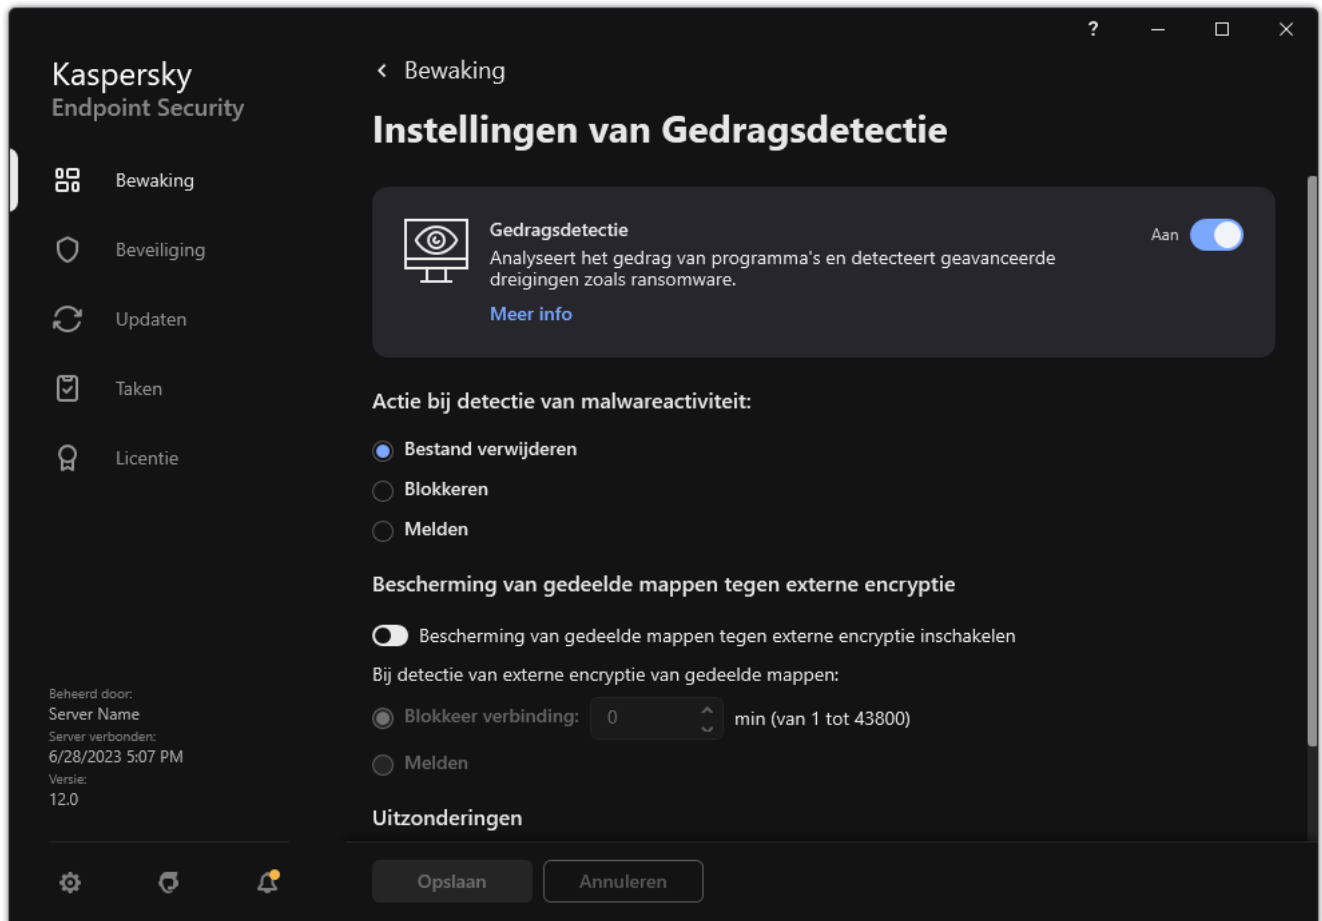 ?
Kaspersky
Endpoint Security
Bewaking
Beveiliging
Updaten
Taken
Licentie
Beheerd door:
Server Name
Server verbonden:
6/28/2023 5:07 PM
Versie:
12.0
Bewaking
Instellingen van Gedragsdetectie
Gedragsdetectie
Analyseert het gedrag van programma's en detecteert geavanceerde
dreigingen zoals ransomware.
Meer info
Aan
Actie bij detectie van malwareactiviteit:
Bestand verwijderen
Blokkeren
Melden
Bescherming van gedeelde mappen tegen externe encryptie
Bescherming van gedeelde mappen tegen externe encryptie inschakelen
Bij detectie van externe encryptie van gedeelde mappen:
Blokkeer verbinding: 0 min (van 1 tot 43800)
Melden
Uitzonderingen
Opslaan Annuleren